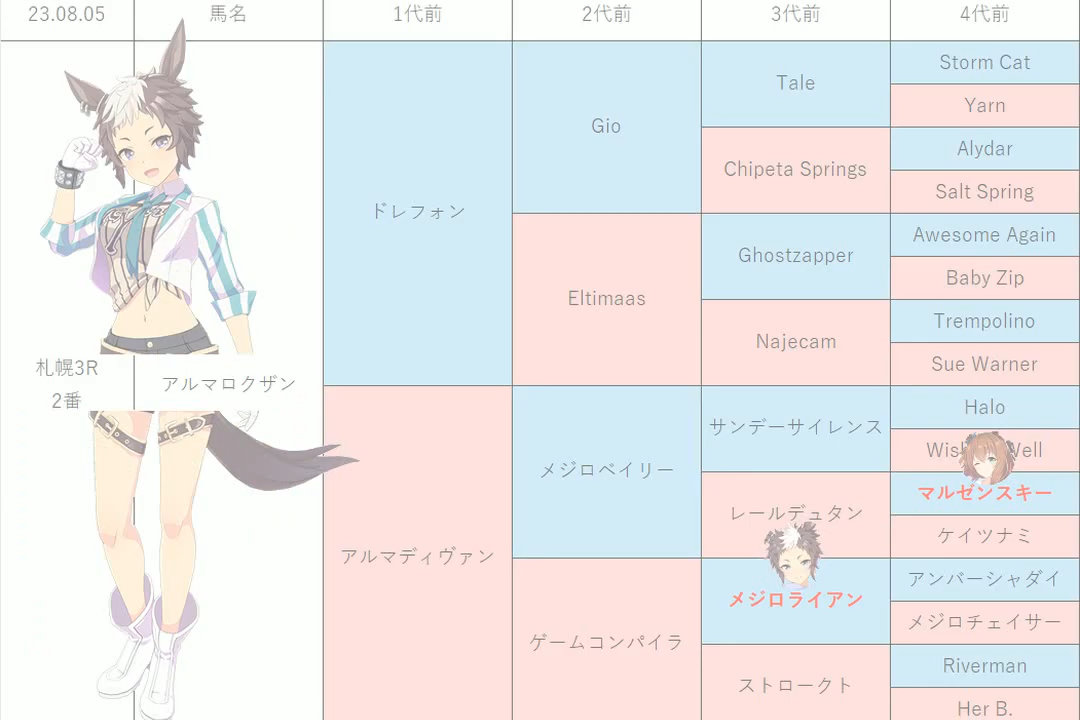 23.08.05 馬名 1代前 2代前 3代前 4代前
札幌3R
2番
アルマロクザン
ドレフォン
アルマディヴァン
Gio
Eltimaas
メジロベイリー
ゲームコンパイラ
Tale
Chipeta Springs
Ghostzapper
Najecam
サンデーサイレンス
レールデュタン
メジロライアン
ストロークト
Storm Cat
Yarn
Alydar
Salt Spring
Awesome Again
Baby Zip
Trempolino
Sue Warner
Halo
マルゼンスキー
ケイツナミ
アンバーシャダイ
メジロチェイサー
Riverman
Her B.